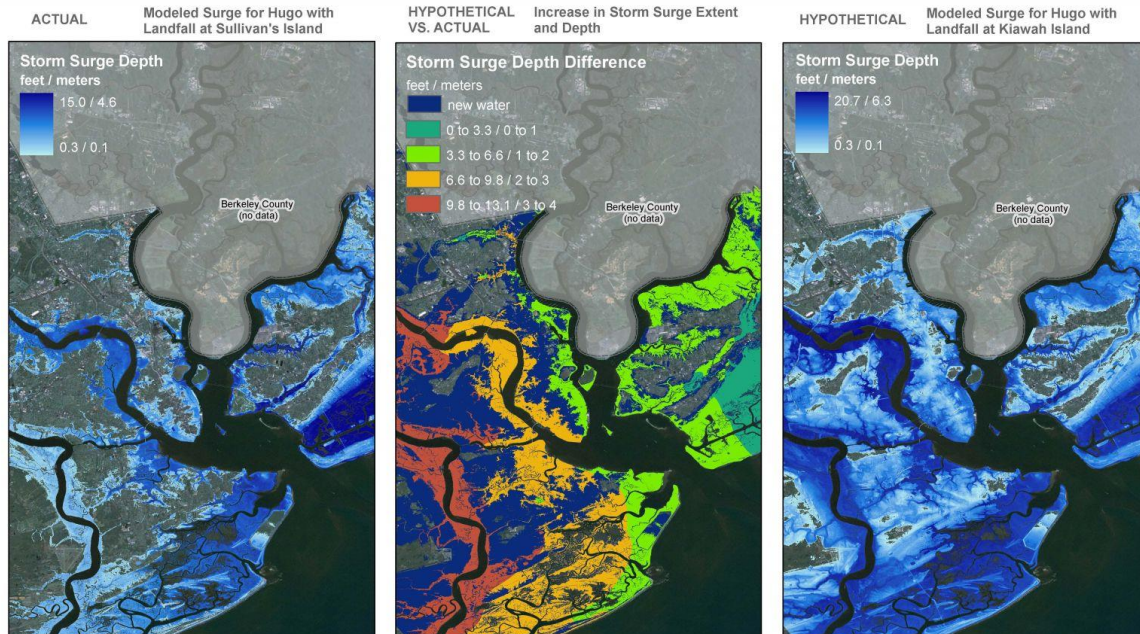 ACTUAL
Modeled Surge for Hugo with
Landfall at Sullivan's Island
Storm Surge Depth
feet / meters
15.0 / 4.6
0.3 / 0.1
Berkeley County
(no data)
HYPOTHETICAL
VS. ACTUAL
Increase in Storm Surge Extent
and Depth
Storm Surge Depth Difference
feet / meters
new water
0 to 3.3 / 0 to 1
3.3 to 6.6 / 1 to 2
6.6 to 9.8 / 2 to 3
9.8 to 13.1 / 3 to 4
Berkeley County
(no data)
HYPOTHETICAL
Modeled Surge for Hugo with
Landfall at Kiawah Island
Storm Surge Depth
feet / meters
20.7 / 6.3
0.3 / 0.1
Berkeley County
(no data)